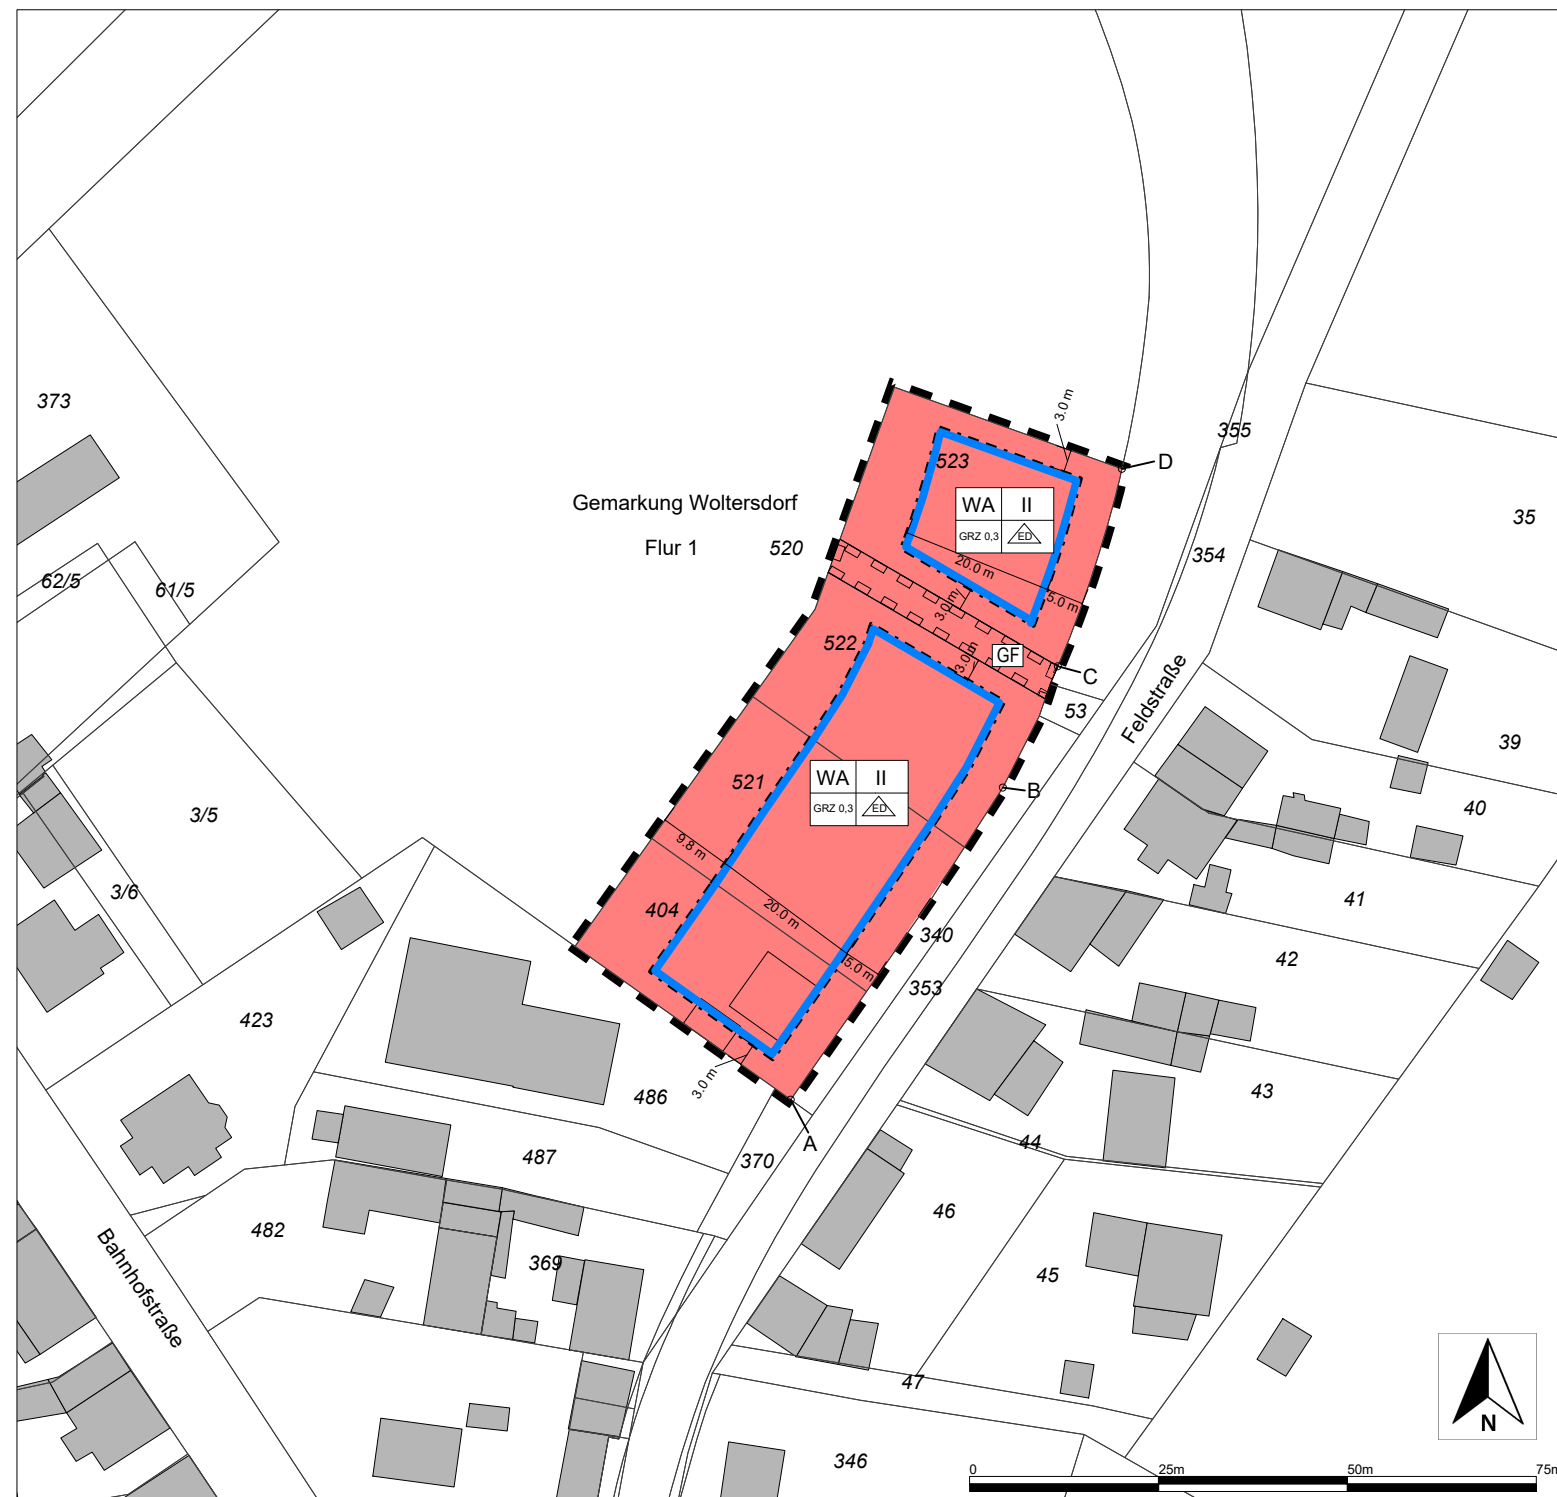 373
3.0 m
355
D
523
Gemarkung Woltersdorf
WA II
35
GRZ 0,3 ED
Flur 1
520
354
20.0 m
62/5
61/5
3.0 m
5.0 m
522
3.0 m
GF
C
Feldstraße
53
39
WA II
521
B
GRZ 0,3 ED
40
3/5
9.8 m
3/6
41
404
20.0 m
340
42
5.0 m
353
423
3.0 m
486
43
A
44
487
370
46
482
Bahnhofstraße
369
45
47
N
346
0 25m 50m 75m